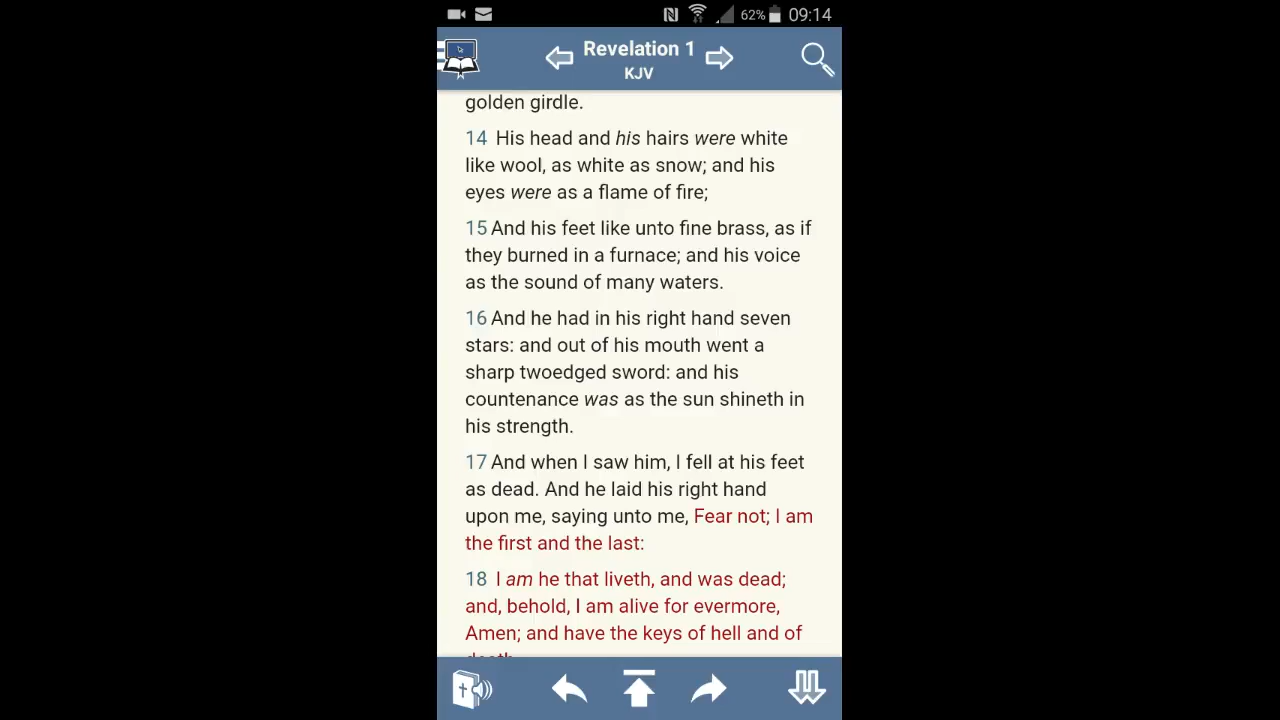 62% 09:14
Revelation 1
KJV
golden girdle.
14 His head and his hairs were white
like wool, as white as snow; and his
eyes were as a flame of fire;
15 And his feet like unto fine brass, as if
they burned in a furnace; and his voice
as the sound of many waters.
16 And he had in his right hand seven
stars: and out of his mouth went a
sharp twoedged sword: and his
countenance was as the sun shineth in
his strength.
17 And when I saw him, I fell at his feet
as dead. And he laid his right hand
upon me, saying unto me, Fear not; I am
the first and the last:
18 I am he that liveth, and was dead;
and, behold, I am alive for evermore,
Amen; and have the keys of hell and of